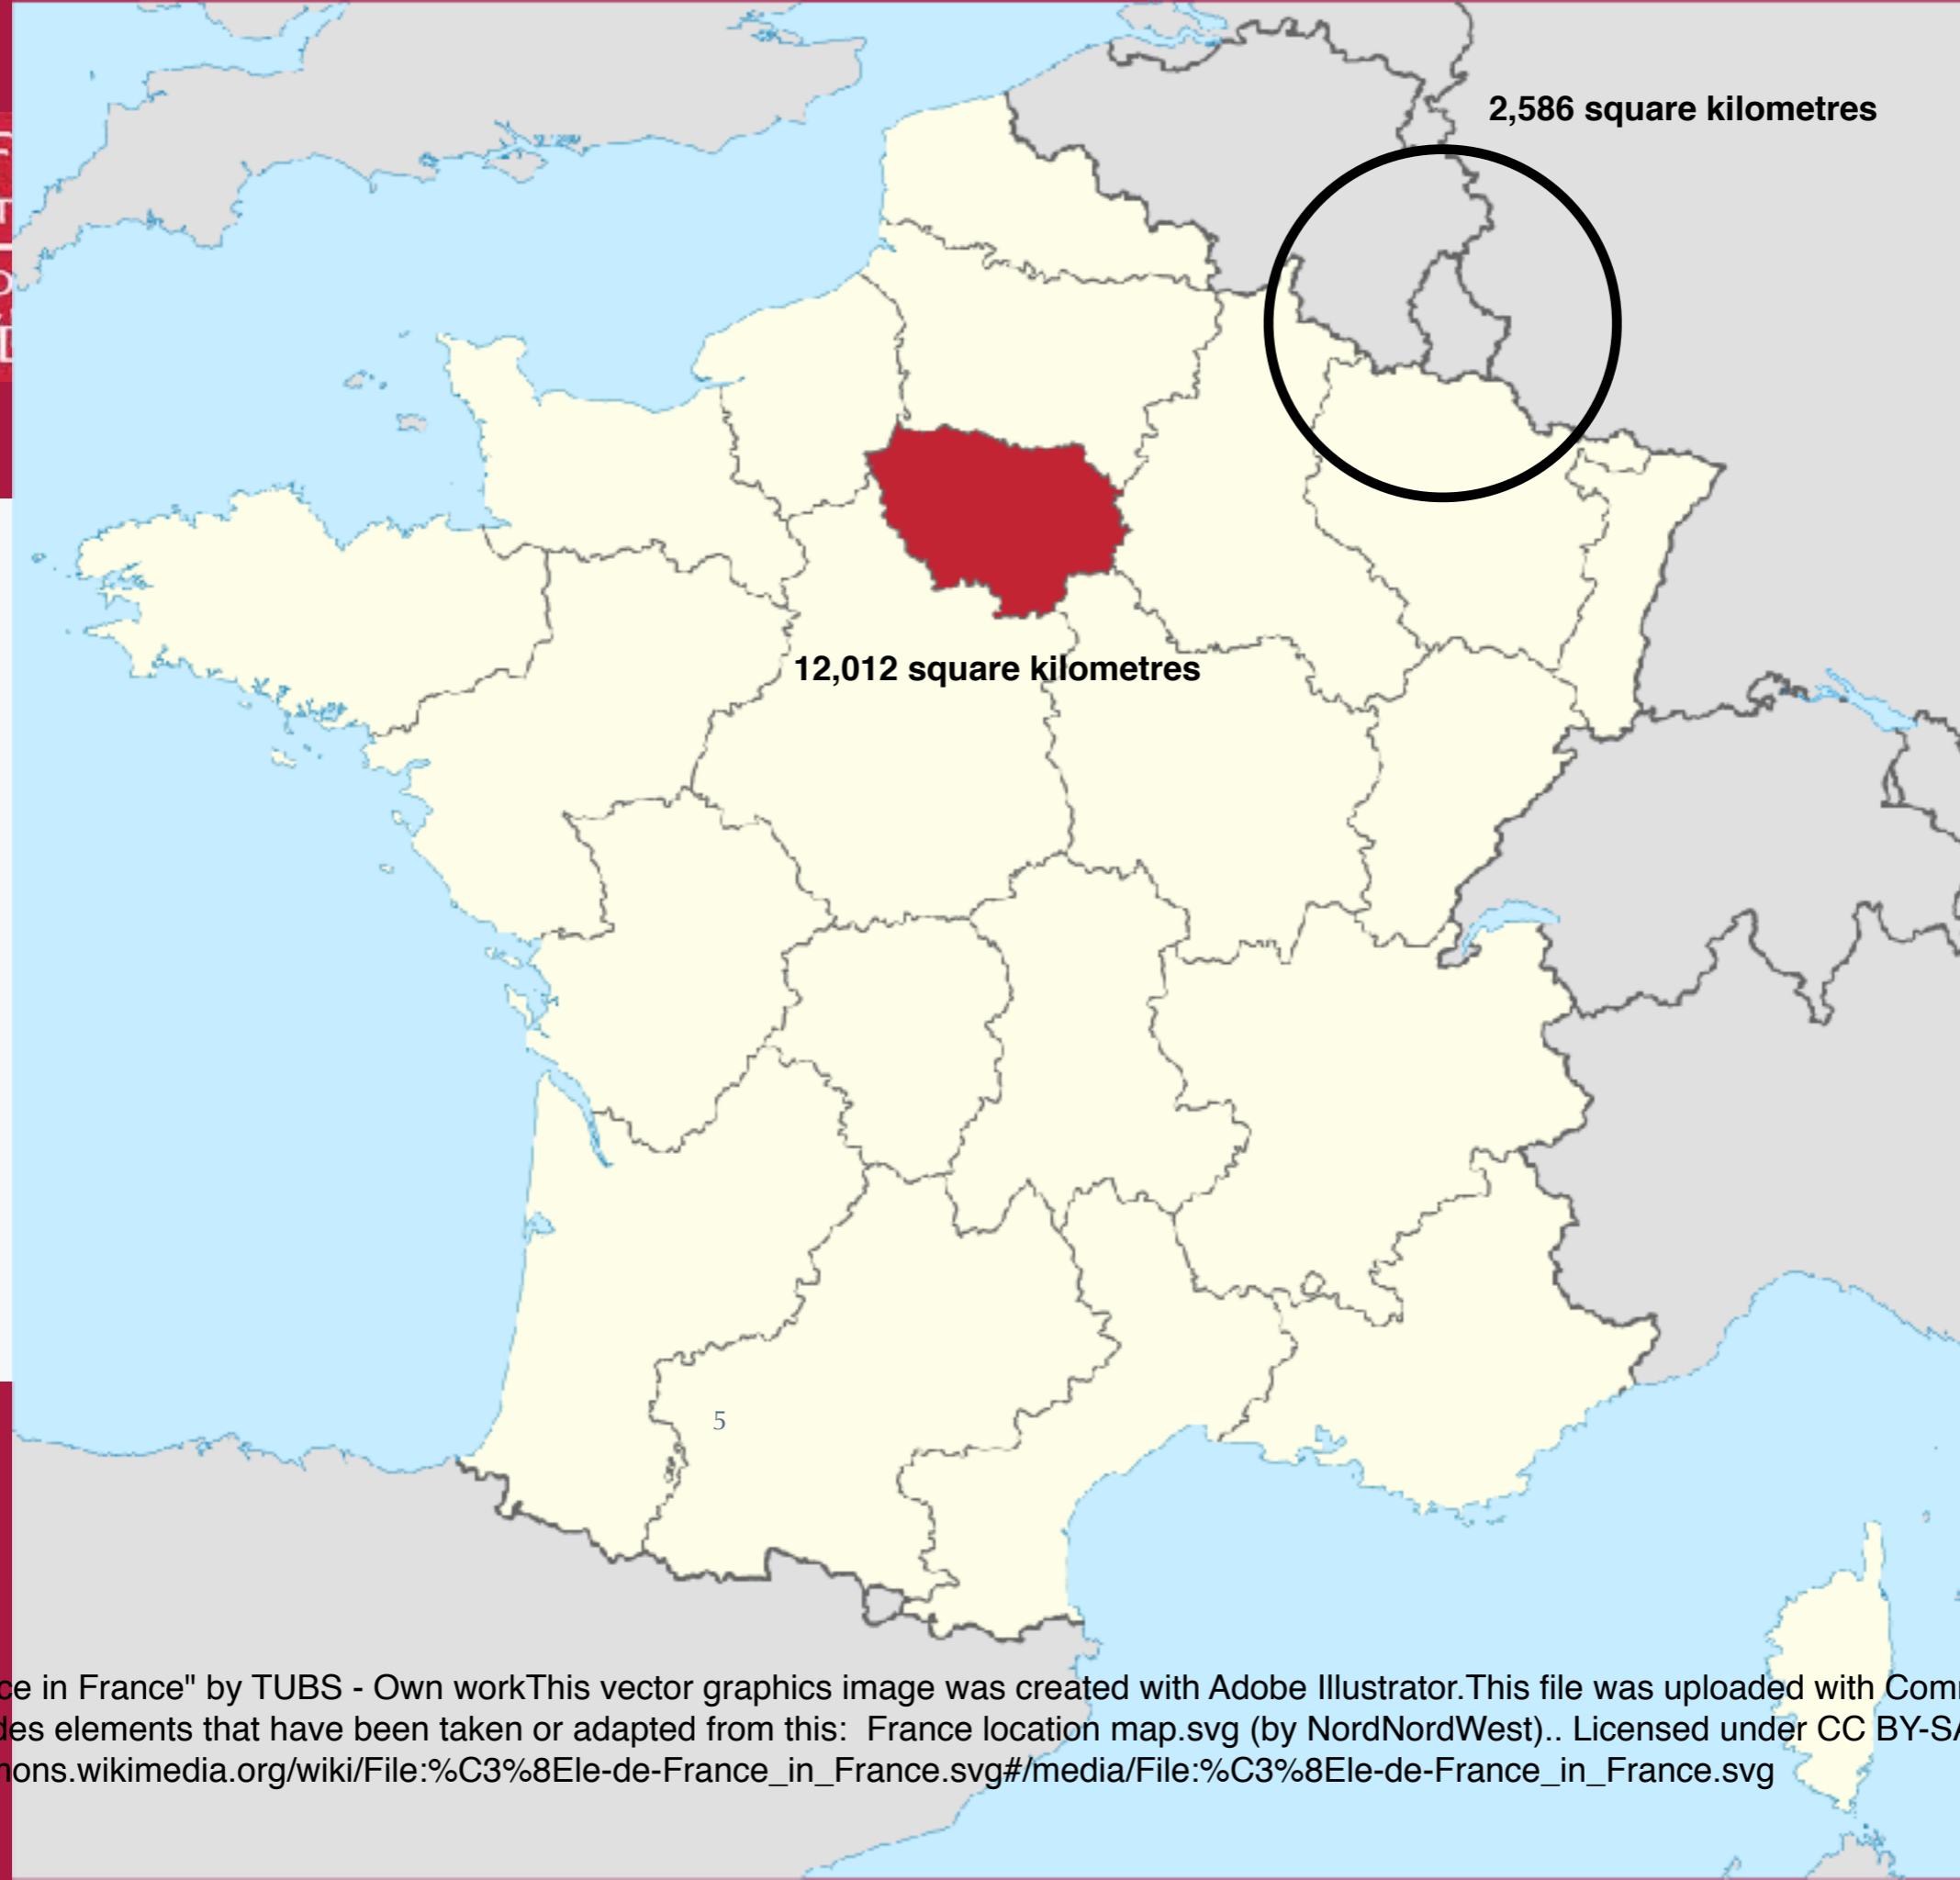 2,586 square kilometres
12,012 square kilometres
5
ce in France" by TUBS - Own workThis vector graphics image was created with Adobe Illustrator.This file was uploaded with Com
des elements that have been taken or adapted from this:  France location map.svg (by NordNordWest).. Licensed under CC BY-SA
mons.wikimedia.org/wiki/File:%C3%8Ele-de-France_in_France.svg#/media/File:%C3%8Ele-de-France_in_France.svg